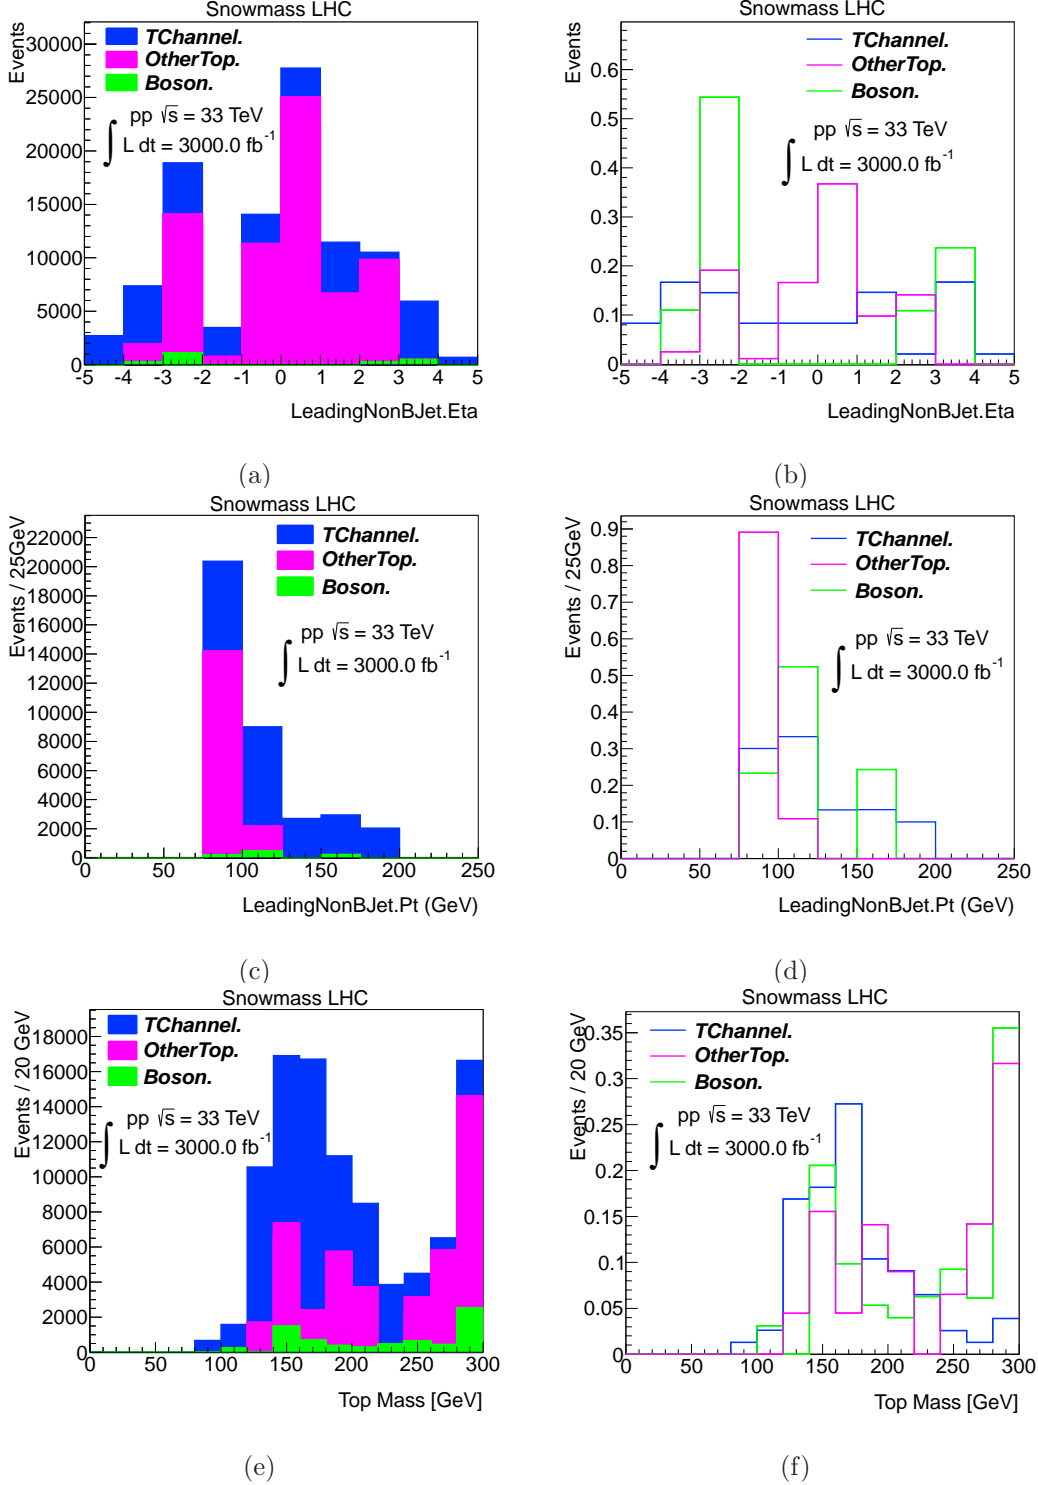 Snowmass LHC
Events
30000
25000
20000
15000
10000
5000
0
TChannel.
OtherTop.
Boson.
pp √s = 33 TeV
∫ L dt = 3000.0 fb⁻¹
-5 -4 -3 -2 -1 0 1 2 3 4 5
LeadingNonBJet.Eta
(a)
Snowmass LHC
Events
0.6
0.5
0.4
0.3
0.2
0.1
0
TChannel.
OtherTop.
Boson.
pp √s = 33 TeV
∫ L dt = 3000.0 fb⁻¹
-5 -4 -3 -2 -1 0 1 2 3 4 5
LeadingNonBJet.Eta
(b)
Snowmass LHC
Events / 25GeV
22000
20000
18000
16000
14000
12000
10000
8000
6000
4000
2000
0
TChannel.
OtherTop.
Boson.
pp √s = 33 TeV
∫ L dt = 3000.0 fb⁻¹
0 50 100 150 200 250
LeadingNonBJet.Pt (GeV)
(c)
Snowmass LHC
Events / 25GeV
0.9
0.8
0.7
0.6
0.5
0.4
0.3
0.2
0.1
0
TChannel.
OtherTop.
Boson.
pp √s = 33 TeV
∫ L dt = 3000.0 fb⁻¹
0 50 100 150 200 250
LeadingNonBJet.Pt (GeV)
(d)
Snowmass LHC
Events / 20 GeV
18000
16000
14000
12000
10000
8000
6000
4000
2000
0
TChannel.
OtherTop.
Boson.
pp √s = 33 TeV
∫ L dt = 3000.0 fb⁻¹
0 50 100 150 200 250 300
Top Mass [GeV]
(e)
Snowmass LHC
Events / 20 GeV
0.35
0.3
0.25
0.2
0.15
0.1
0.05
0
TChannel.
OtherTop.
Boson.
pp √s = 33 TeV
∫ L dt = 3000.0 fb⁻¹
0 50 100 150 200 250 300
Top Mass [GeV]
(f)